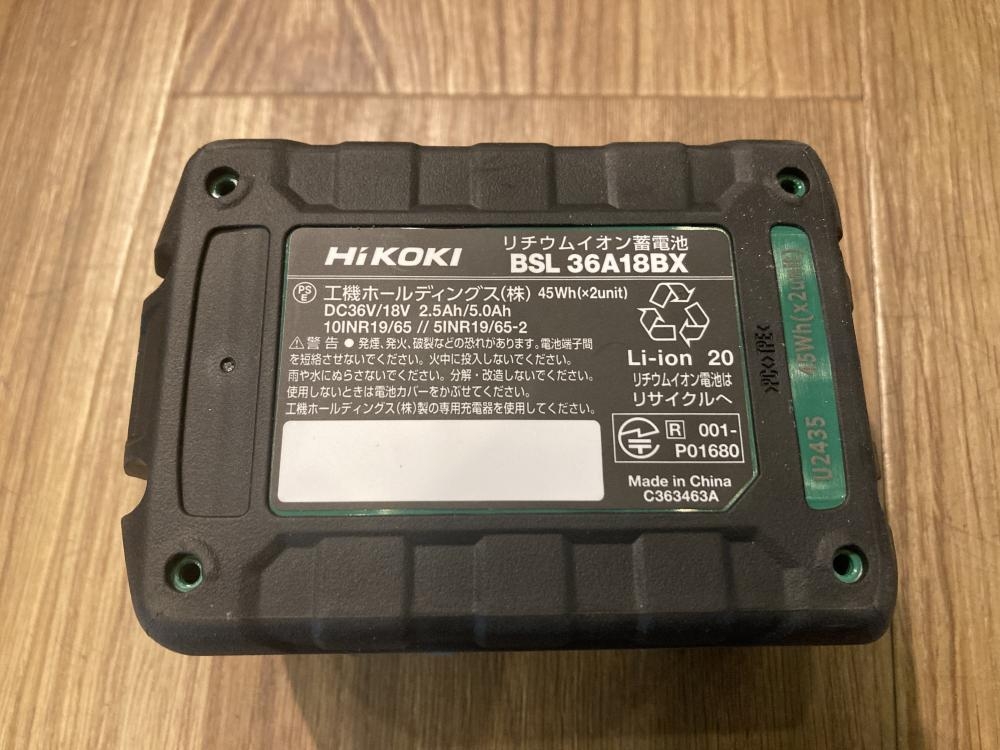 HiKOKI
リチウムイオン蓄電池
BSL 36A18BX
PS
E
工機ホールディングス(株) 45Wh(×2unit)
DC36V/18V 2.5Ah/5.0Ah
10INR19/65 // 5INR19/65-2
⚠警告 ● 発煙、発火、破裂などの恐れがあります。電池端子間
を短絡させないでください。火中に投入しないでください。
雨や水にぬらさないでください。分解・改造しないでください。
使用しないときは電池カバーをかぶせてください。
工機ホールディングス(株)製の専用充電器を使用してください。
Li-ion 20
リチウムイオン電池は
リサイクルへ
R 001-
P01680
Made in China
C363463A
>PC<>TPE<
U2435 45Wh(x2unit)